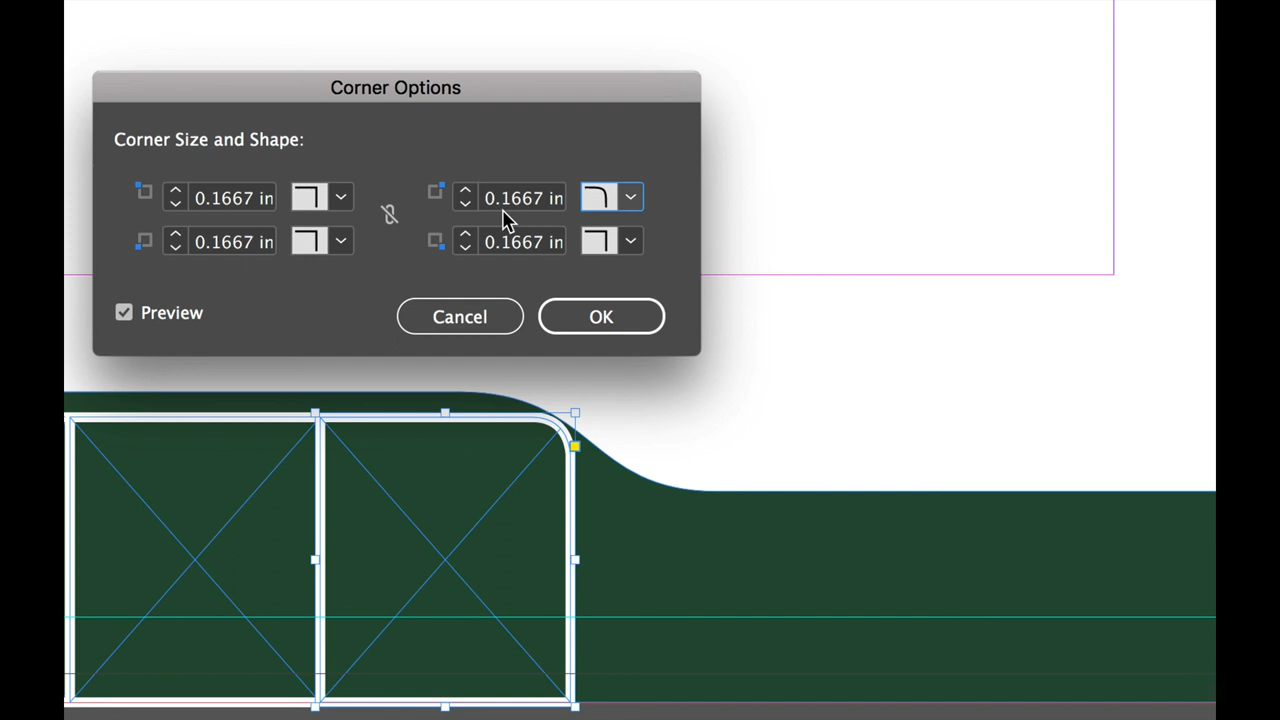 Corner Options
Corner Size and Shape:
0.1667 in 0.1667 in
0.1667 in 0.1667 in
Preview Cancel OK